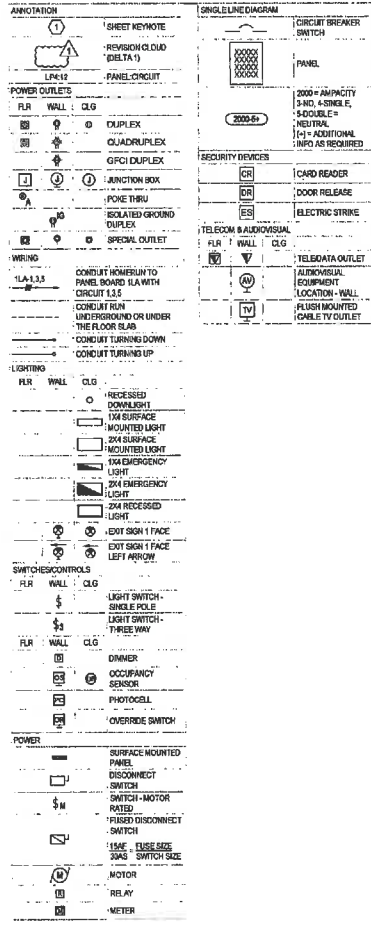 ANNOTATION
1
SHEET KEYNOTE
REVISION CLOUD
(DELTA 1)
1
LP4:12
PANEL:CIRCUIT
POWER OUTLETS
FLR WALL CLG
DUPLEX
QUADRUPLEX
GFCI DUPLEX
J J J
JUNCTION BOX
A
POKE THRU
IG
ISOLATED GROUND
DUPLEX
SPECIAL OUTLET
WIRING
1LA-1,3,5
CONDUIT HOMERUN TO
PANEL BOARD 1LA WITH
CIRCUIT 1,3,5
CONDUIT RUN
UNDERGROUND OR UNDER
THE FLOOR SLAB
CONDUIT TURNING DOWN
CONDUIT TURNING UP
LIGHTING
FLR WALL CLG
RECESSED
DOWNLIGHT
1X4 SURFACE
MOUNTED LIGHT
2X4 SURFACE
MOUNTED LIGHT
1X4 EMERGENCY
LIGHT
2X4 EMERGENCY
LIGHT
2X4 RECESSED
LIGHT
EXIT SIGN 1 FACE
EXIT SIGN 1 FACE
LEFT ARROW
SWITCHES/CONTROLS
FLR WALL CLG
$
LIGHT SWITCH -
SINGLE POLE
$3
LIGHT SWITCH -
THREE WAY
FLR WALL CLG
D
DIMMER
OS
OCCUPANCY
SENSOR
PC
PHOTOCELL
OR
OVERRIDE SWITCH
POWER
SURFACE MOUNTED
PANEL
DISCONNECT
SWITCH
$M
SWITCH - MOTOR
RATED
FUSED DISCONNECT
SWITCH
15AF FUSE SIZE
30AS SWITCH SIZE
M
MOTOR
R
RELAY
METER
SINGLE LINE DIAGRAM
CIRCUIT BREAKER
SWITCH
XXXXX
XXXXX
XXXXX
XXXXX
PANEL
2000-5+
2000 = AMPACITY
3-NO, 4-SINGLE,
5-DOUBLE =
NEUTRAL
(+) = ADDITIONAL
INFO AS REQUIRED
SECURITY DEVICES
CR
CARD READER
DR
DOOR RELEASE
ES
ELECTRIC STRIKE
TELECOM & AUDIOVISUAL
FLR WALL CLG
TELE/DATA OUTLET
AV
AUDIOVISUAL
EQUIPMENT
LOCATION - WALL
TV
FLUSH MOUNTED
CABLE TV OUTLET